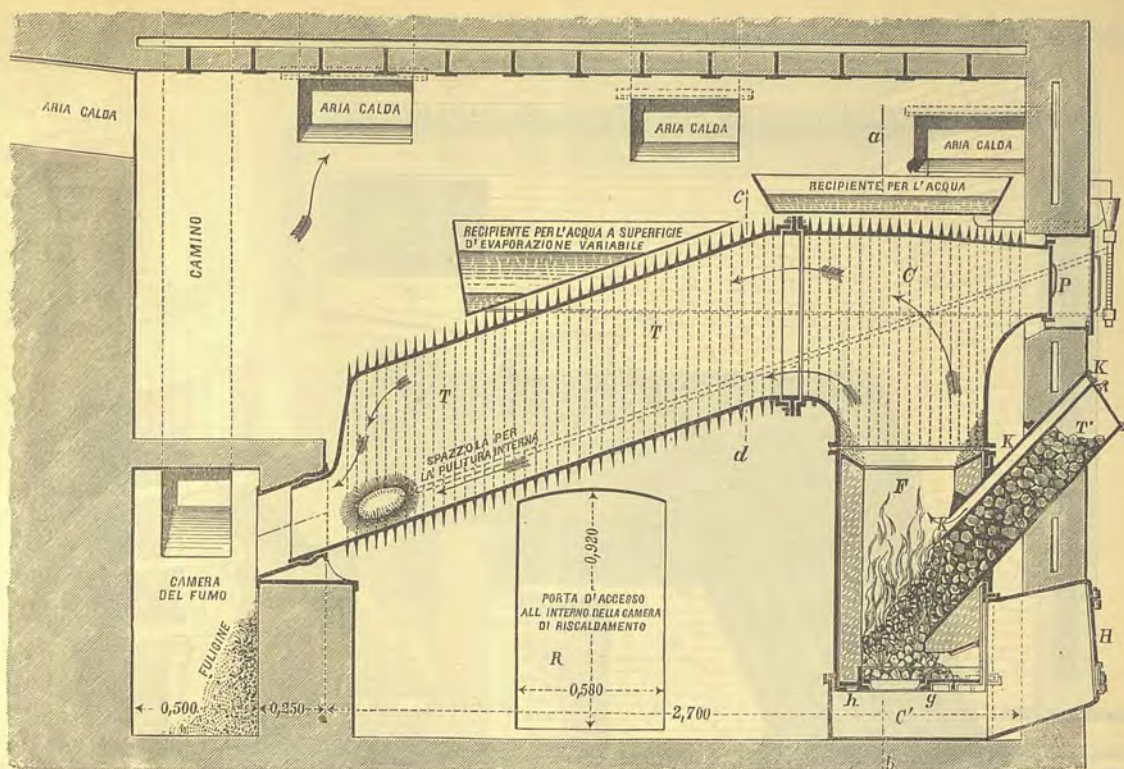 ARIA CALDA
ARIA CALDA
ARIA CALDA
ARIA CALDA
a
RECIPIENTE PER L'ACQUA
C
RECIPIENTE PER L'ACQUA A SUPERFICIE
D'EVAPORAZIONE VARIABILE
CAMINO
C
P
T
T
K
K
T'
SPAZZOLA PER
LA PULITURA INTERNA
d
F
CAMERA
DEL FUMO
FULIGINE
0,920
PORTA D'ACCESSO
ALL'INTERNO DELLA CAMERA
DI RISCALDAMENTO
R
H
0,580
h
g
0,500
0,250
2,700
C'
b